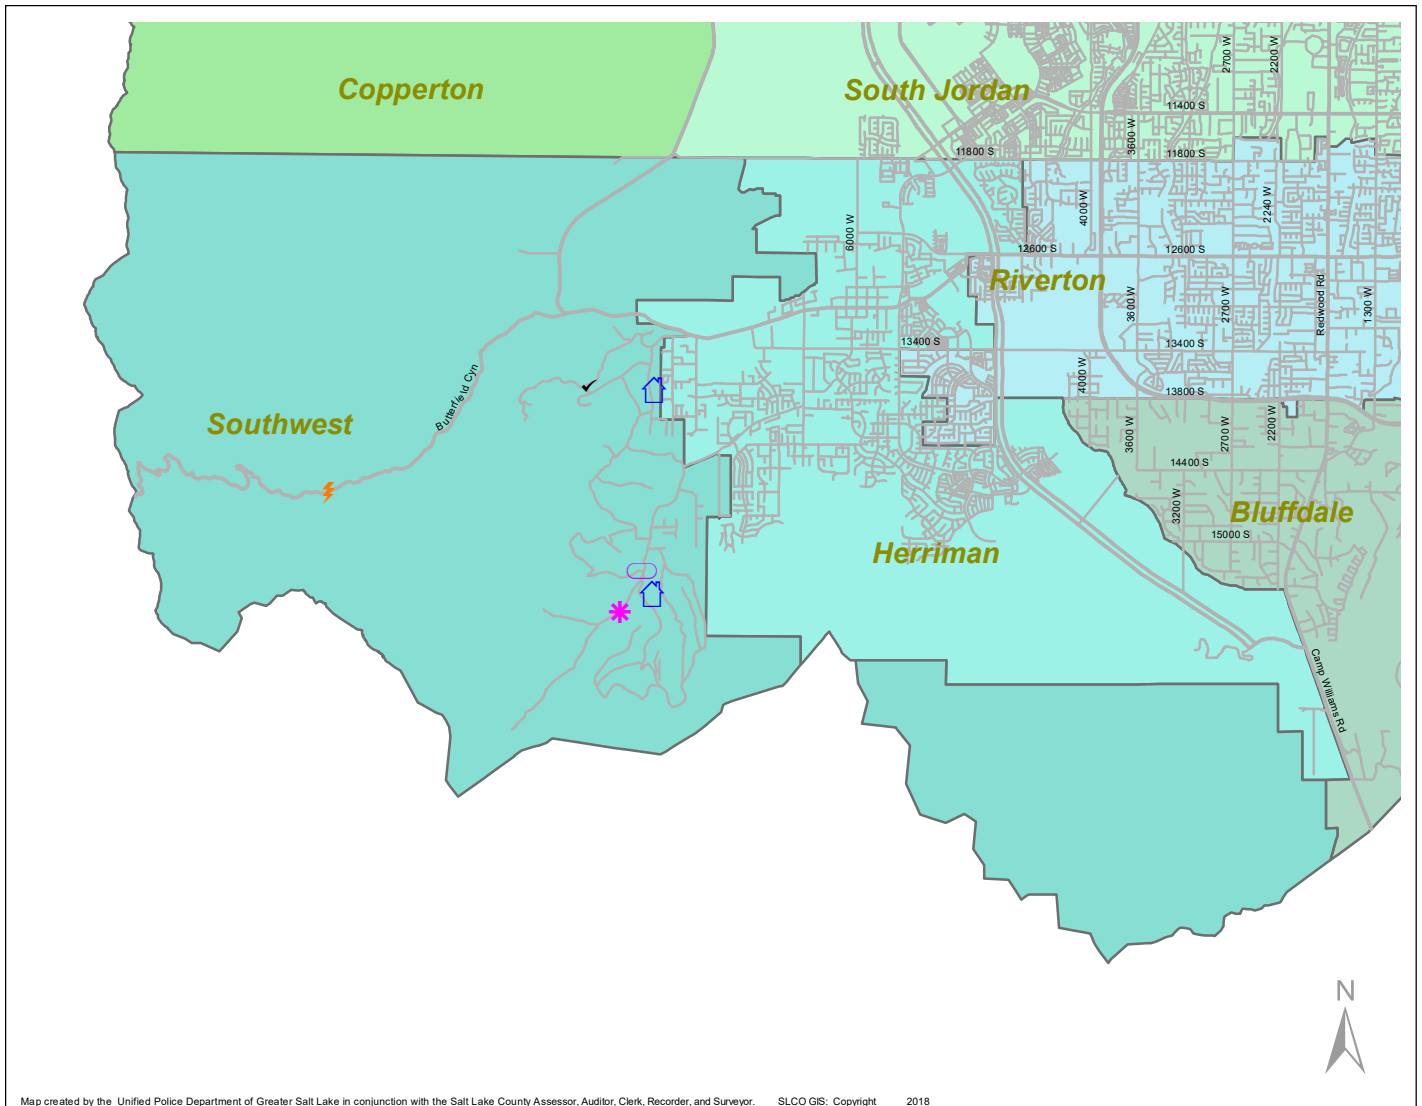 2700 W
2200 W
Copperton
South Jordan
11400 S
3600 W
11800 S
11800 S
4000 W
2240 W
6000 W
12600 S
12600 S
Riverton
3600 W
2700 W
Redwood Rd
1300 W
13400 S
13400 S
Butterfield Cyn
4000 W
13800 S
Southwest
3600 W
2700 W
2200 W
14400 S
3200 W
Bluffdale
15000 S
Herriman
Camp Williams Rd
N
Map created by the Unified Police Department of Greater Salt Lake in conjunction with the Salt Lake County Assessor, Auditor, Clerk, Recorder, and Surveyor. SLCO GIS: Copyright 2018